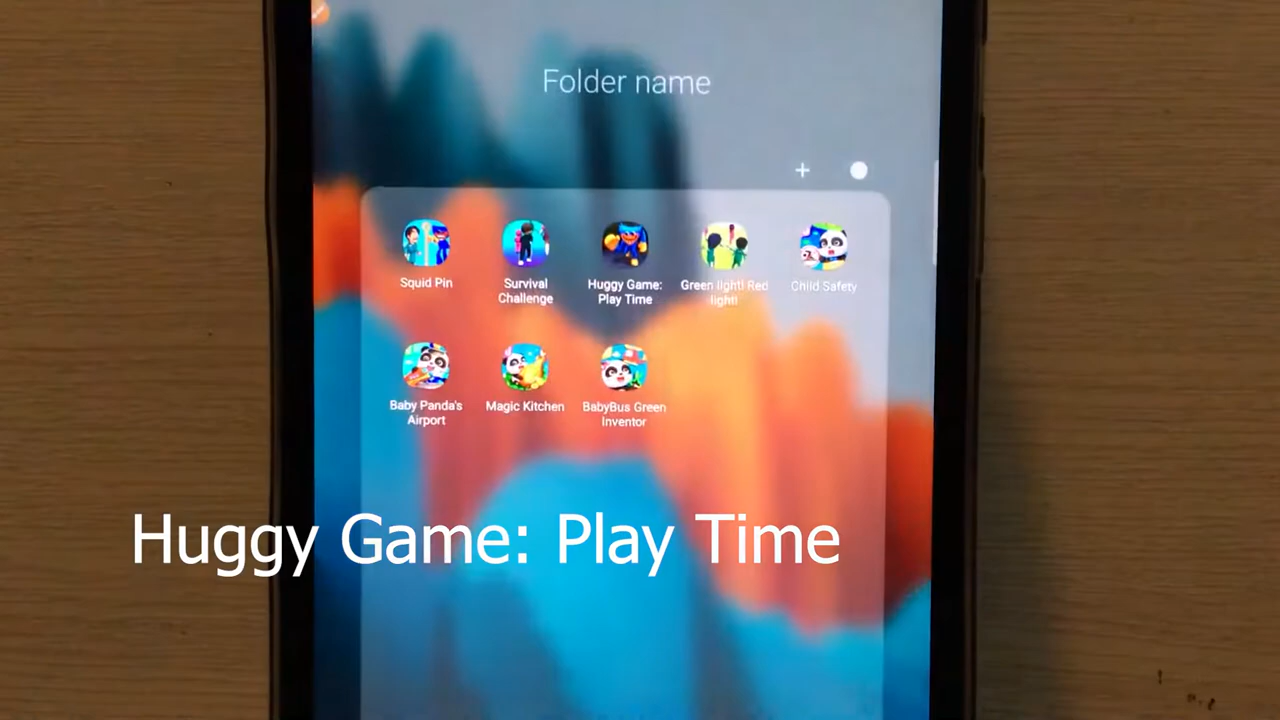 Folder name
Squid Pin
Survival
Challenge
Huggy Game:
Play Time
Green light! Red
light!
Child Safety
Baby Panda's
Airport
Magic Kitchen
BabyBus Green
Inventor
Huggy Game: Play Time